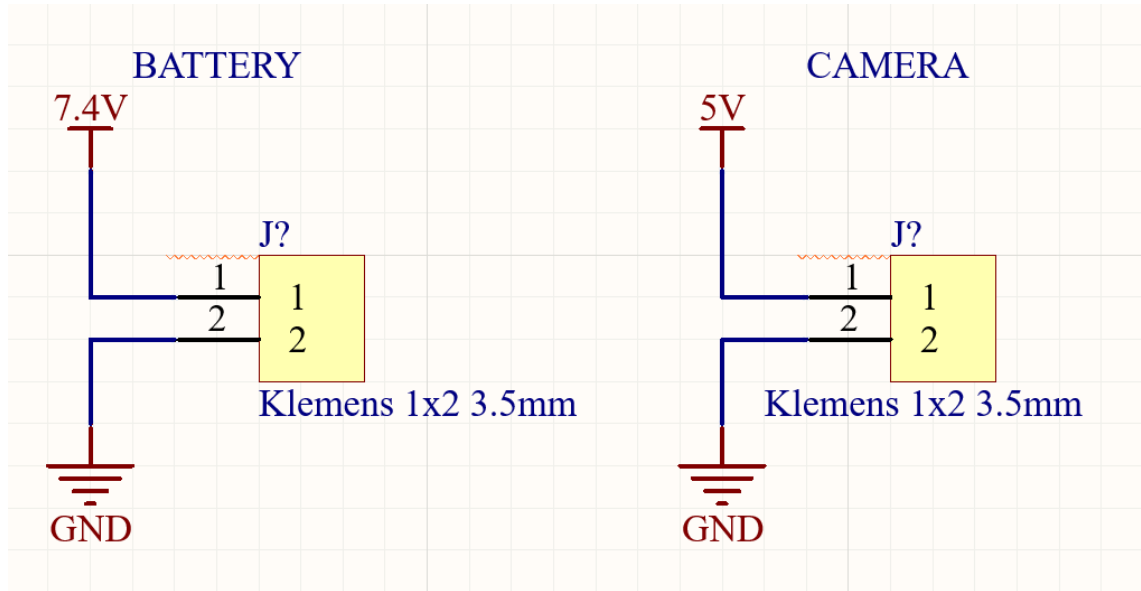 BATTERY
7.4V
J?
1
1
2
2
Klemens 1x2 3.5mm
GND
CAMERA
5V
J?
1
1
2
2
Klemens 1x2 3.5mm
GND